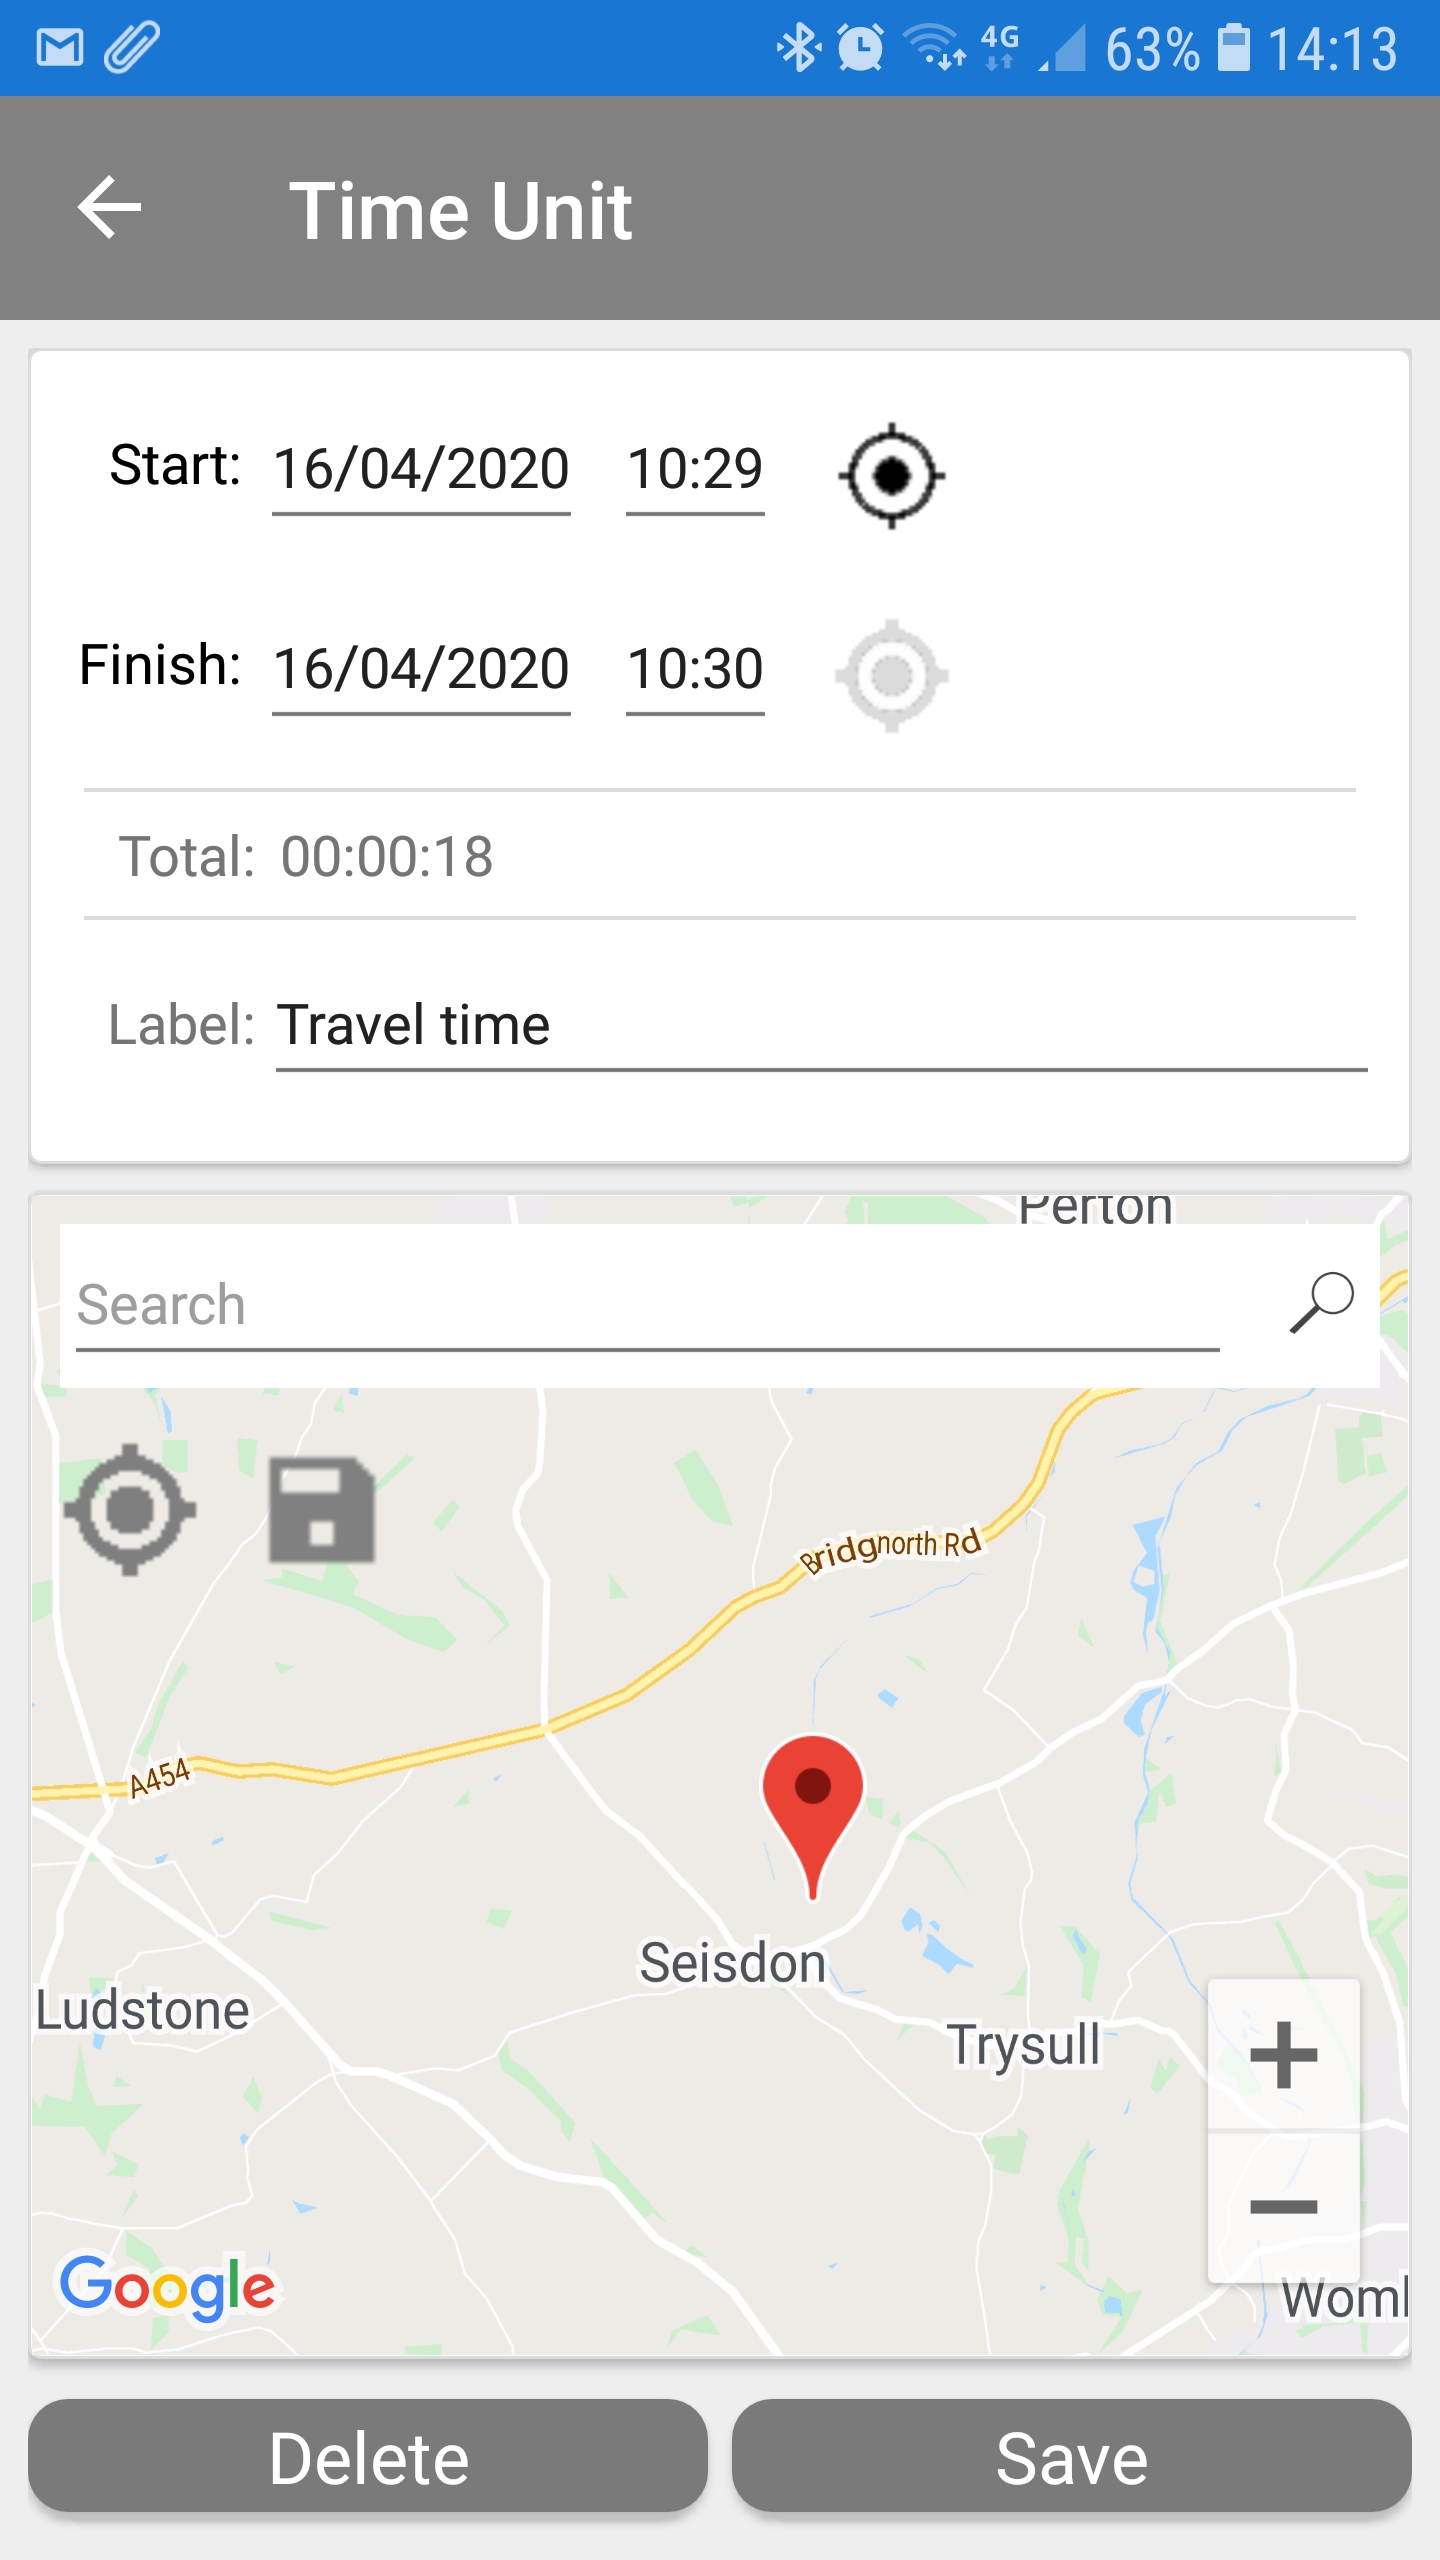 4G 63% 14:13
Time Unit
Start: 16/04/2020 10:29
Finish: 16/04/2020 10:30
Total: 00:00:18
Label: Travel time
Perton
Search
Bridgnorth Rd
A454
Seisdon
Ludstone
Trysull
Google
Delete Save